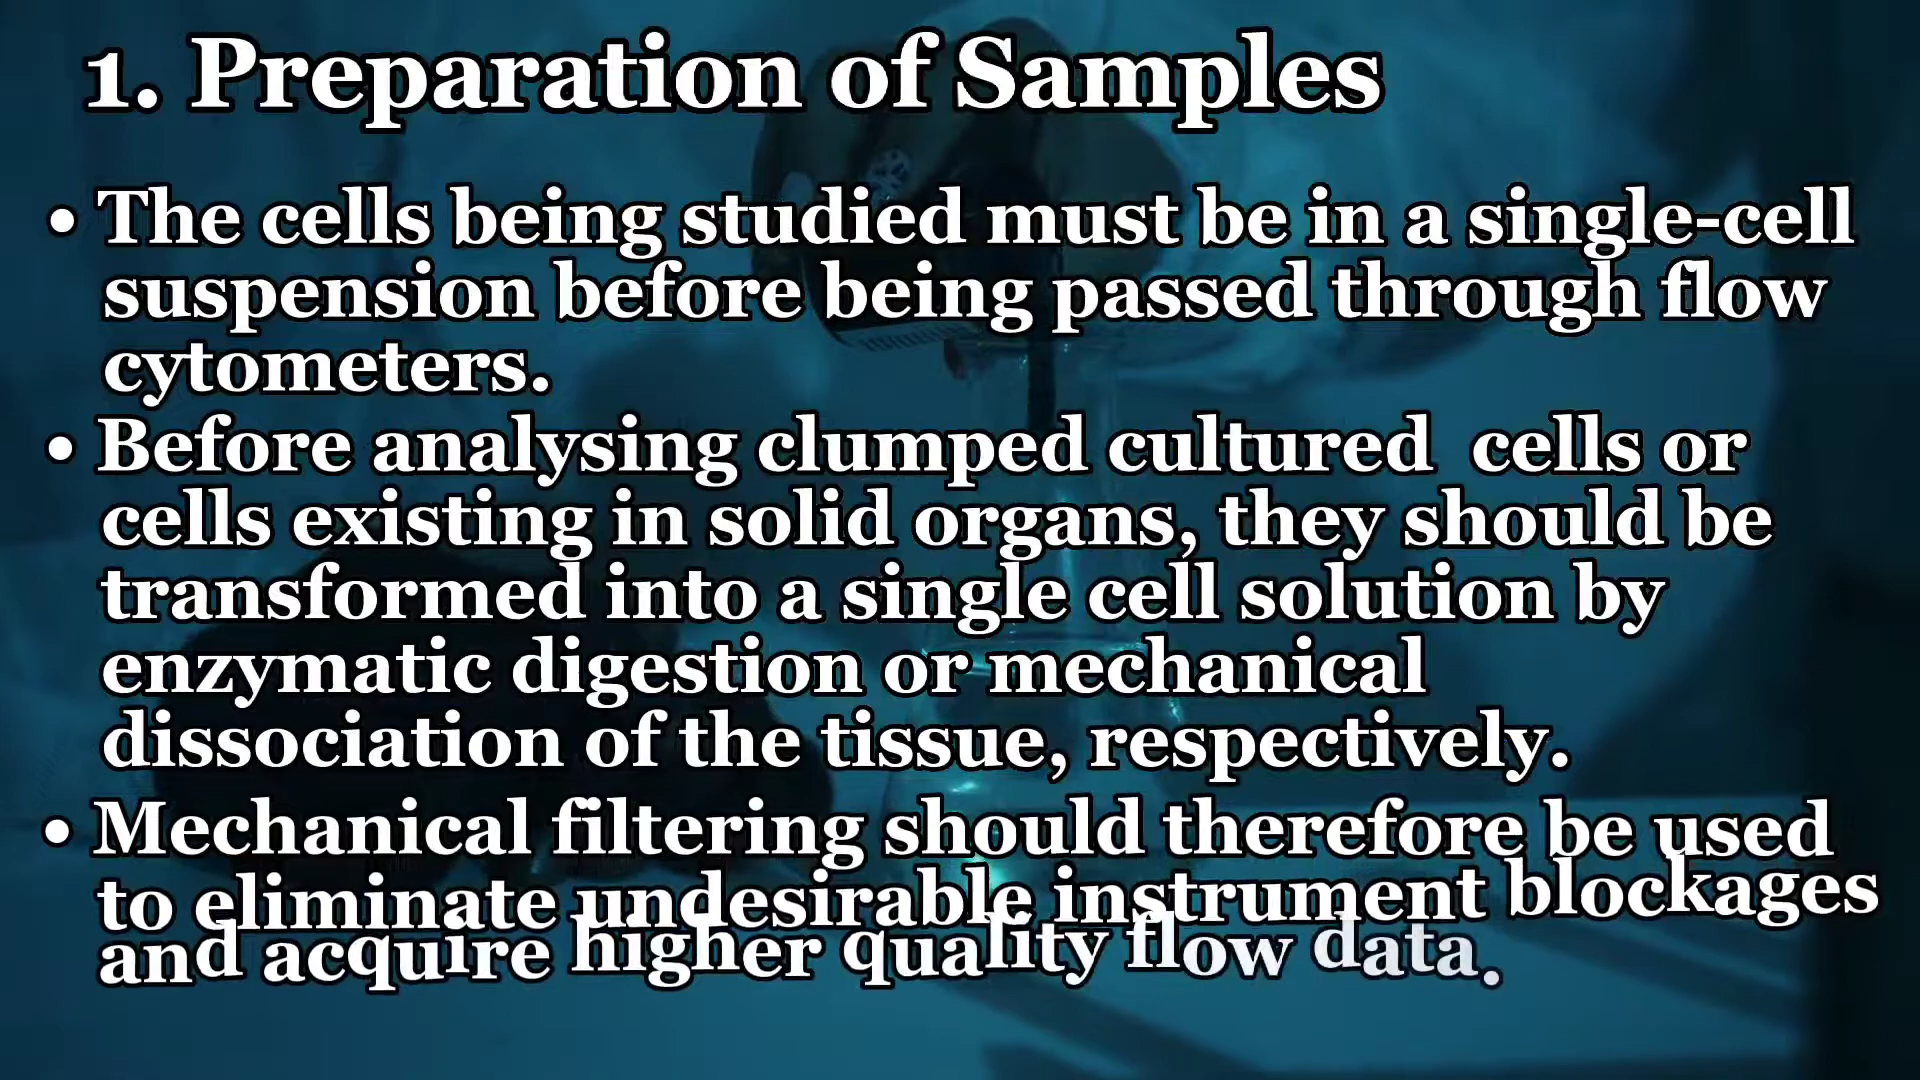 1. Preparation of Samples
• The cells being studied must be in a single-cell
suspension before being passed through flow
cytometers.
• Before analysing clumped cultured cells or
cells existing in solid organs, they should be
transformed into a single cell solution by
enzymatic digestion or mechanical
dissociation of the tissue, respectively.
• Mechanical filtering should therefore be used
to eliminate undesirable instrument blockages
and acquire higher quality flow data.